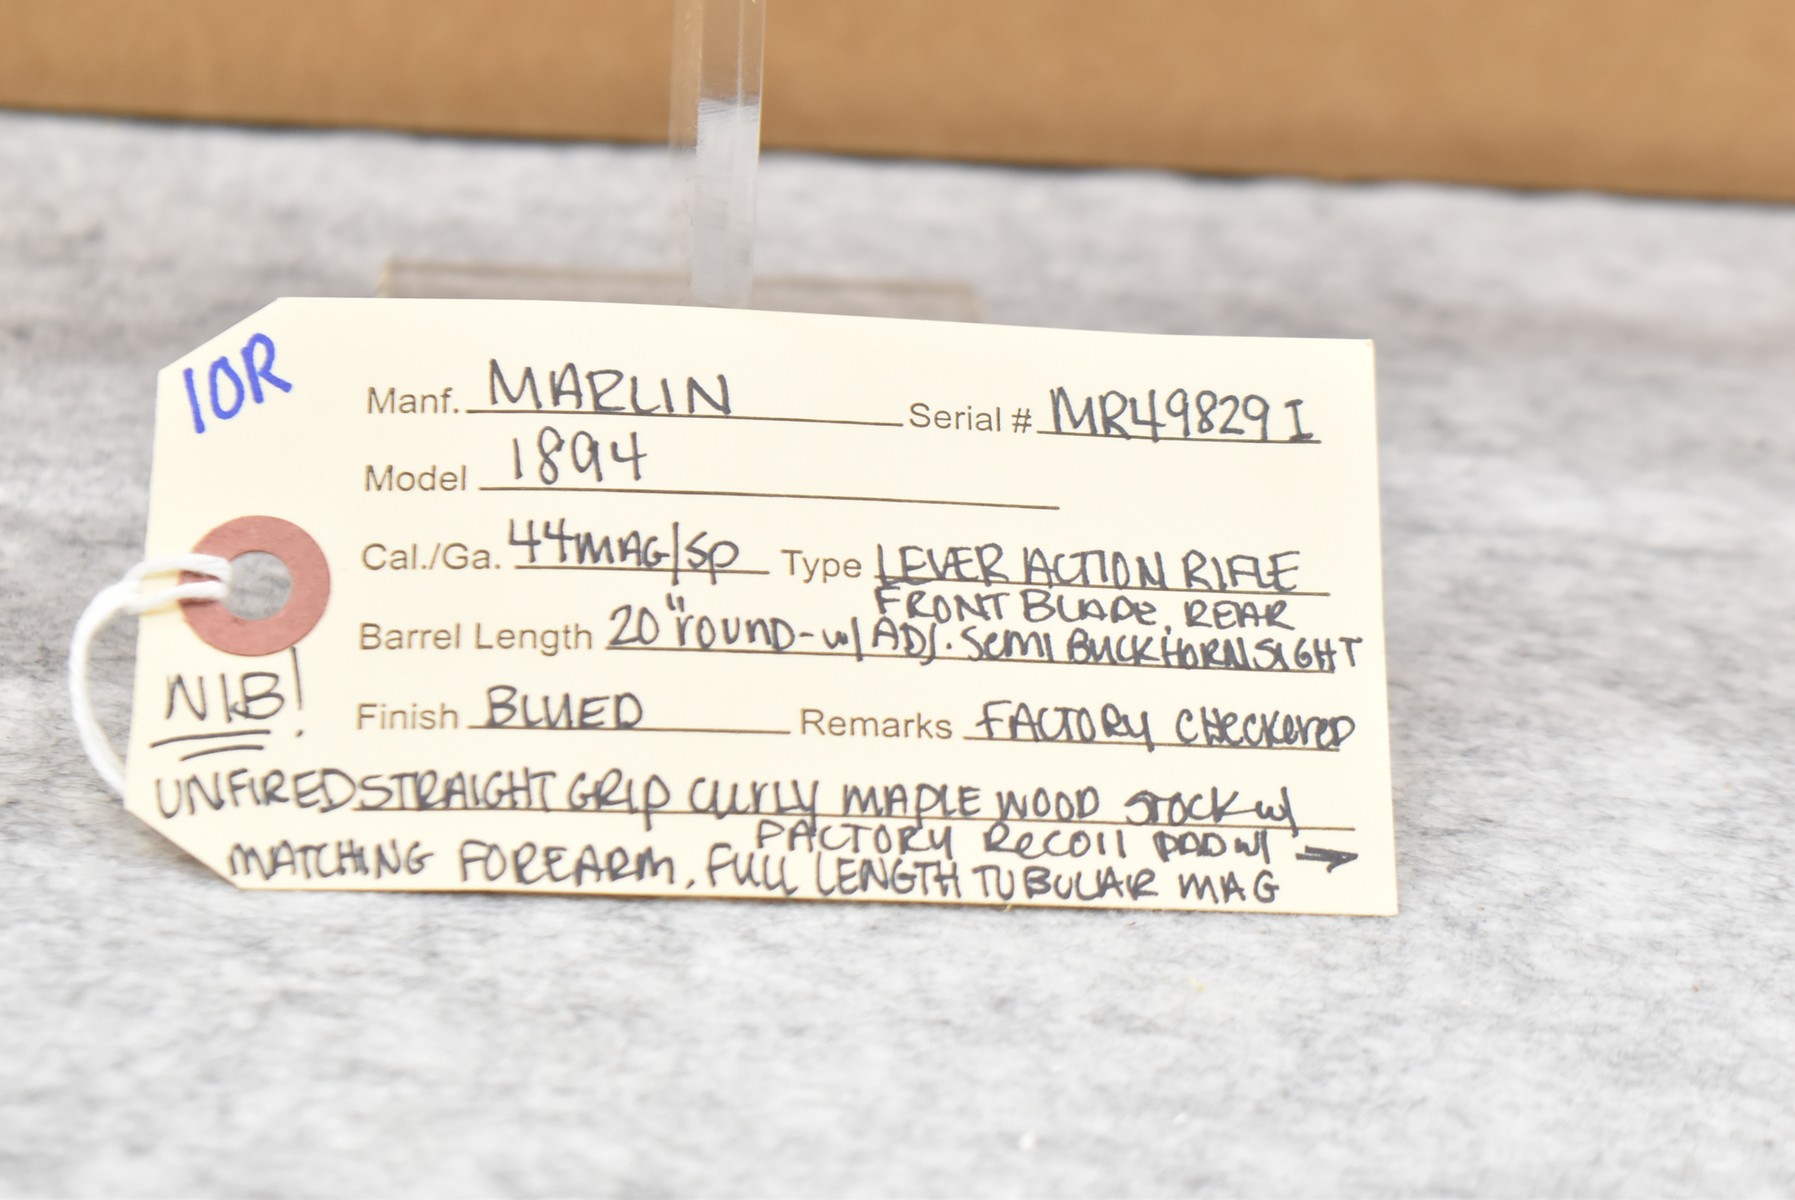 10R
Manf. MARLIN Serial # MR49829I
Model 1894
Cal./Ga. 44MAG/SP Type LEVER ACTION RIFLE
FRONT BLADE, REAR
Barrel Length 20" ROUND - w/ ADJ. SEMI BUCKHORN SIGHT
NIB!
Finish BLUED Remarks FACTORY CHECKERED
UNFIRED STRAIGHT GRIP CURLY MAPLE WOOD STOCK w/
FACTORY RECOIL PAD w/ →
MATCHING FOREARM, FULL LENGTH TUBULAR MAG